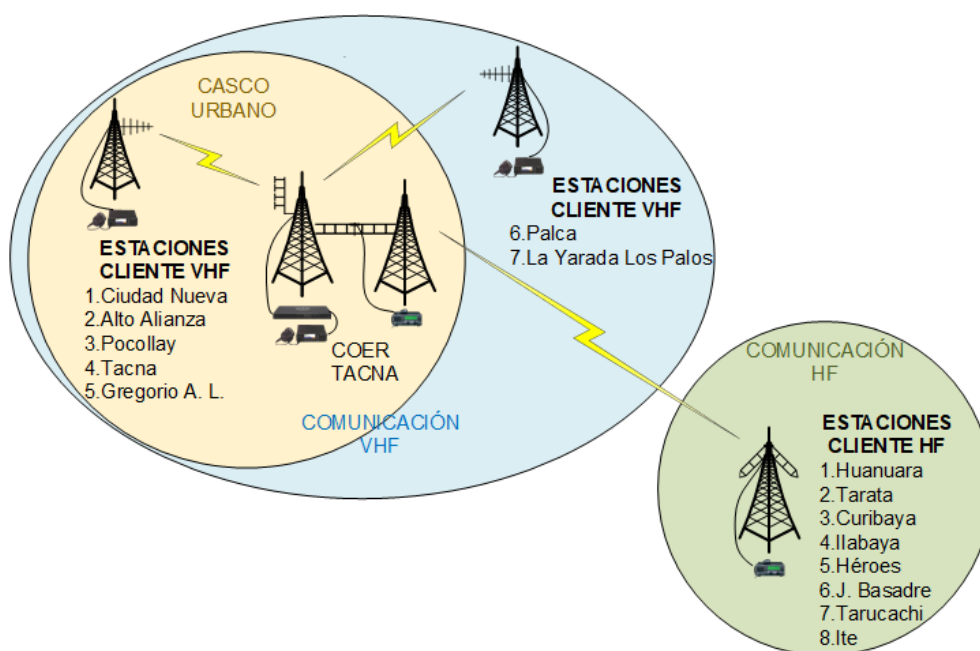 CASCO
URBANO
ESTACIONES
CLIENTE VHF
1.Ciudad Nueva
2.Alto Alianza
3.Pocollay
4.Tacna
5.Gregorio A. L.
COER
TACNA
COMUNICACIÓN
VHF
ESTACIONES
CLIENTE VHF
6.Palca
7.La Yarada Los Palos
COMUNICACIÓN
HF
ESTACIONES
CLIENTE HF
1.Huanuara
2.Tarata
3.Curibaya
4.Ilabaya
5.Héroes
6.J. Basadre
7.Tarucachi
8.Ite